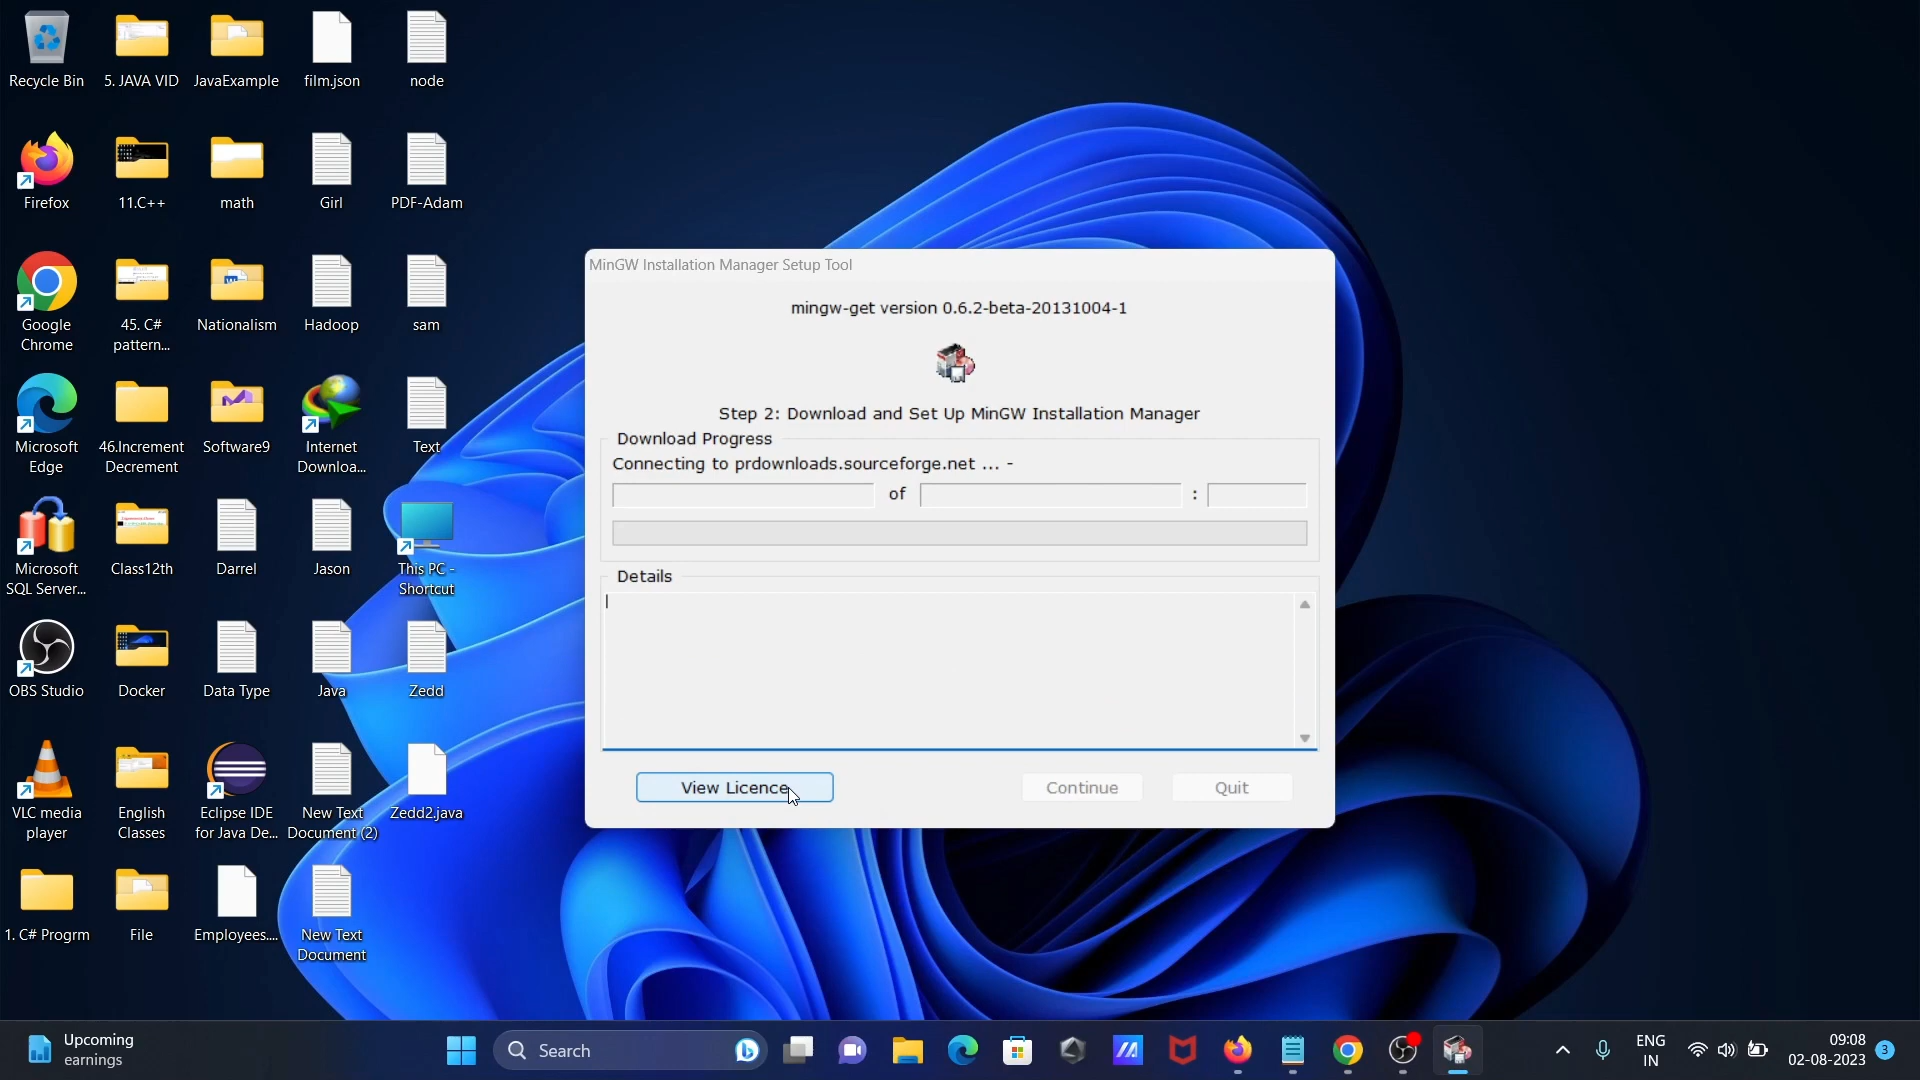 Recycle Bin
5. JAVA VID
JavaExample
film.json
node
Firefox
11.C++
math
Girl
PDF-Adam
Google
Chrome
45. C#
pattern...
Nationalism
Hadoop
sam
Microsoft
Edge
46.Increment
Decrement
Software9
Internet
Downloa...
Text
Microsoft
SQL Server...
Class12th
Darrel
Jason
This PC -
Shortcut
OBS Studio
Docker
Data Type
Java
Zedd
VLC media
player
English
Classes
Eclipse IDE
for Java De...
New Text
Document (2)
Zedd2.java
1. C# Progrm
File
Employees....
New Text
Document
MinGW Installation Manager Setup Tool
mingw-get version 0.6.2-beta-20131004-1
Step 2: Download and Set Up MinGW Installation Manager
Download Progress
Connecting to prdownloads.sourceforge.net ... -
of :
Details
View Licence
Continue
Quit
Upcoming
earnings
Search
ENG
IN
09:08
02-08-2023
3